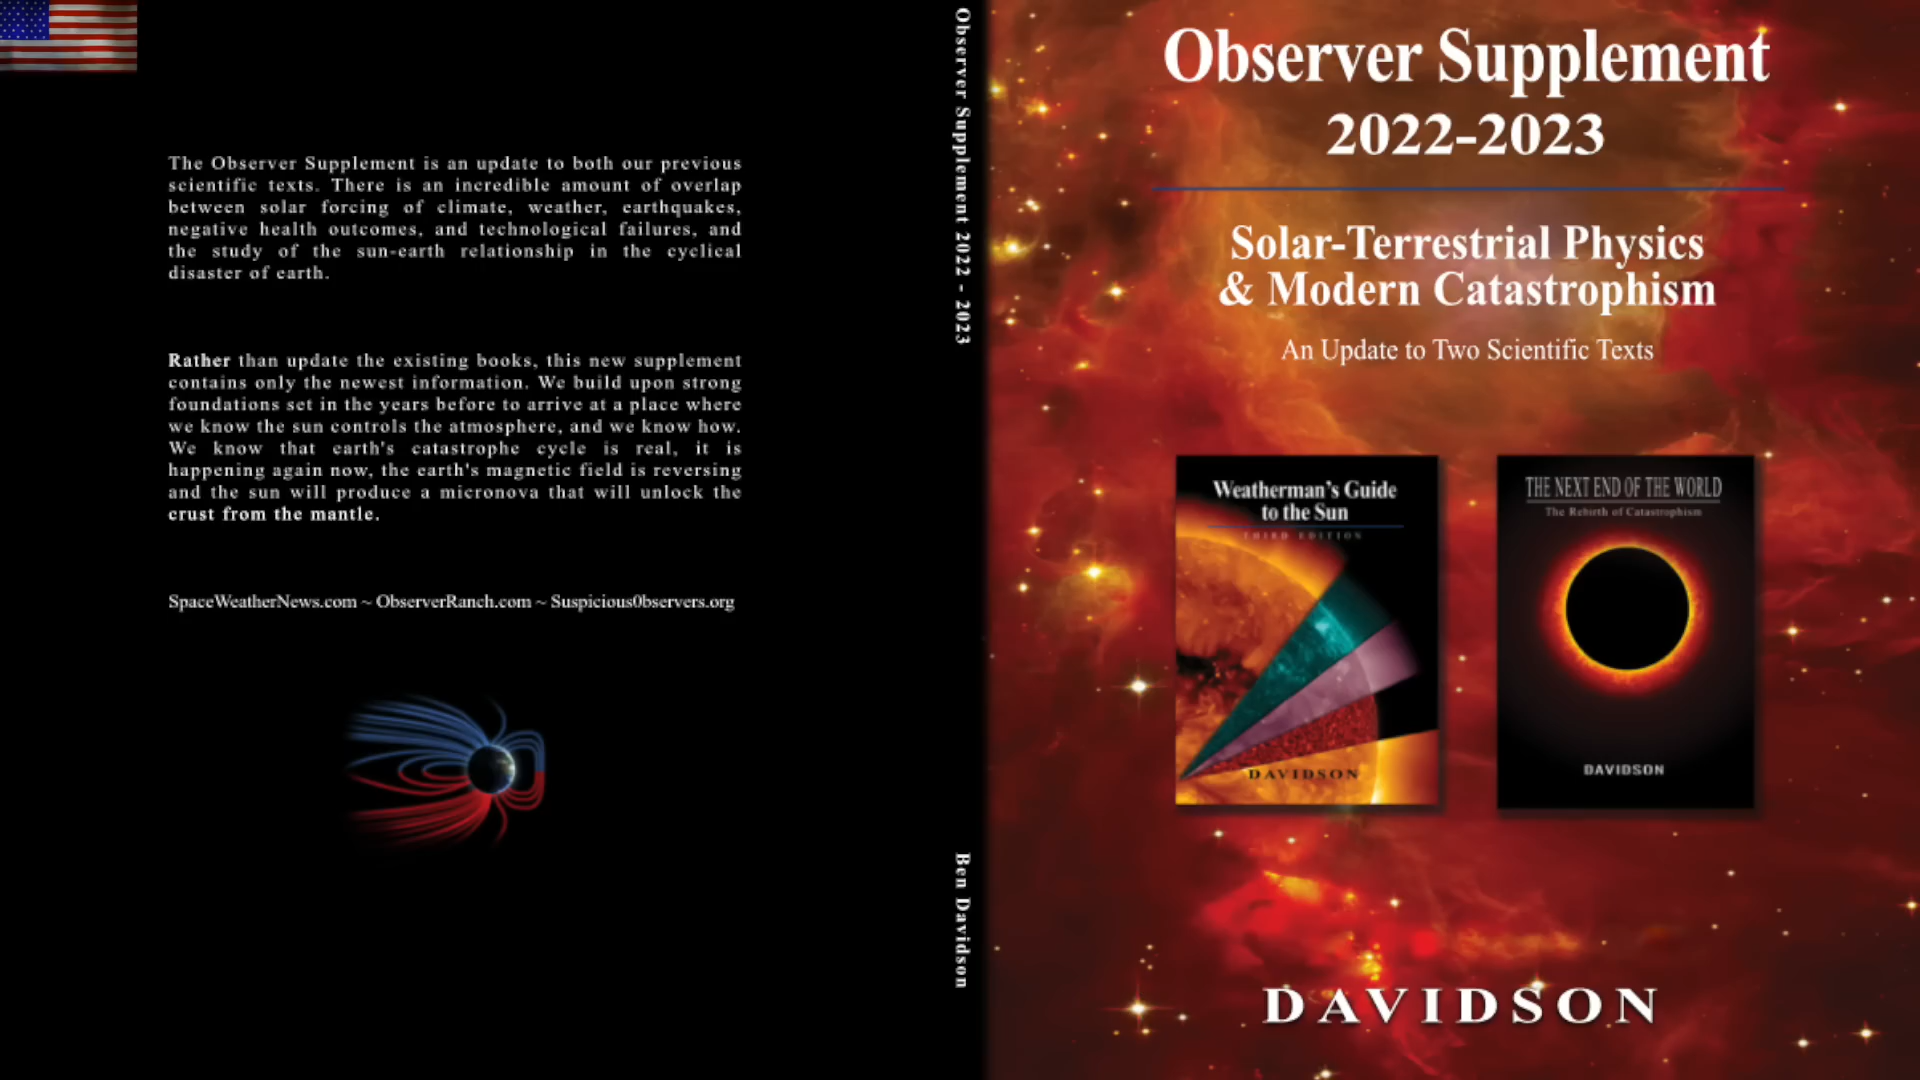 The Observer Supplement is an update to both our previous
scientific texts. There is an incredible amount of overlap
between solar forcing of climate, weather, earthquakes,
negative health outcomes, and technological failures, and
the study of the sun-earth relationship in the cyclical
disaster of earth.
Rather than update the existing books, this new supplement
contains only the newest information. We build upon strong
foundations set in the years before to arrive at a place where
we know the sun controls the atmosphere, and we know how.
We know that earth's catastrophe cycle is real, it is
happening again now, the earth's magnetic field is reversing
and the sun will produce a micronova that will unlock the
crust from the mantle.
SpaceWeatherNews.com ~ ObserverRanch.com ~ Suspicious0bservers.org
Observer Supplement 2022 - 2023
Ben Davidson
Observer Supplement
2022-2023
Solar-Terrestrial Physics
& Modern Catastrophism
An Update to Two Scientific Texts
Weatherman's Guide
to the Sun
THIRD EDITION
DAVIDSON
THE NEXT END OF THE WORLD
The Rebirth of Catastrophism
DAVIDSON
DAVIDSON